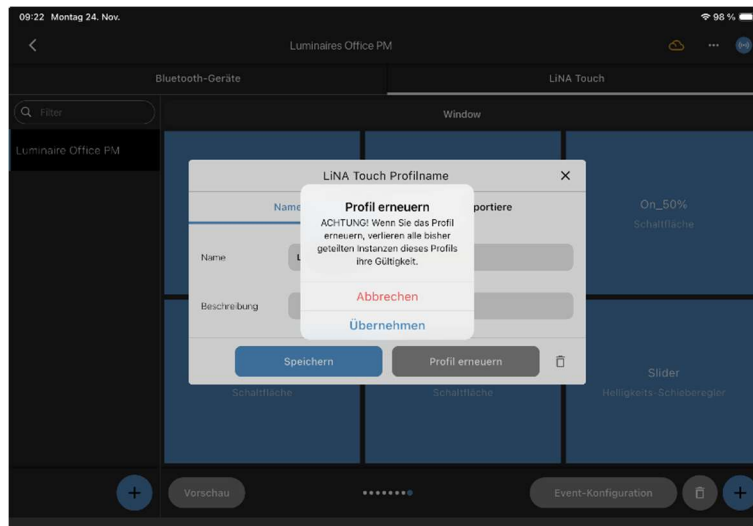 09:22 Montag 24. Nov.
98 %
Luminaires Office PM
Bluetooth-Geräte
LiNA Touch
Filter
Window
Luminaire Office PM
LiNA Touch Profilname
Name
portiere
Profil erneuern
ACHTUNG! Wenn Sie das Profil
erneuern, verlieren alle bisher
geteilten Instanzen dieses Profils
ihre Gültigkeit.
Abbrechen
Übernehmen
Name
L
Beschreibung
Speichern
Profil erneuern
On_50%
Schaltfläche
Schaltfläche
Schaltfläche
Slider
Helligkeits-Schieberegler
Vorschau
Event-Konfiguration